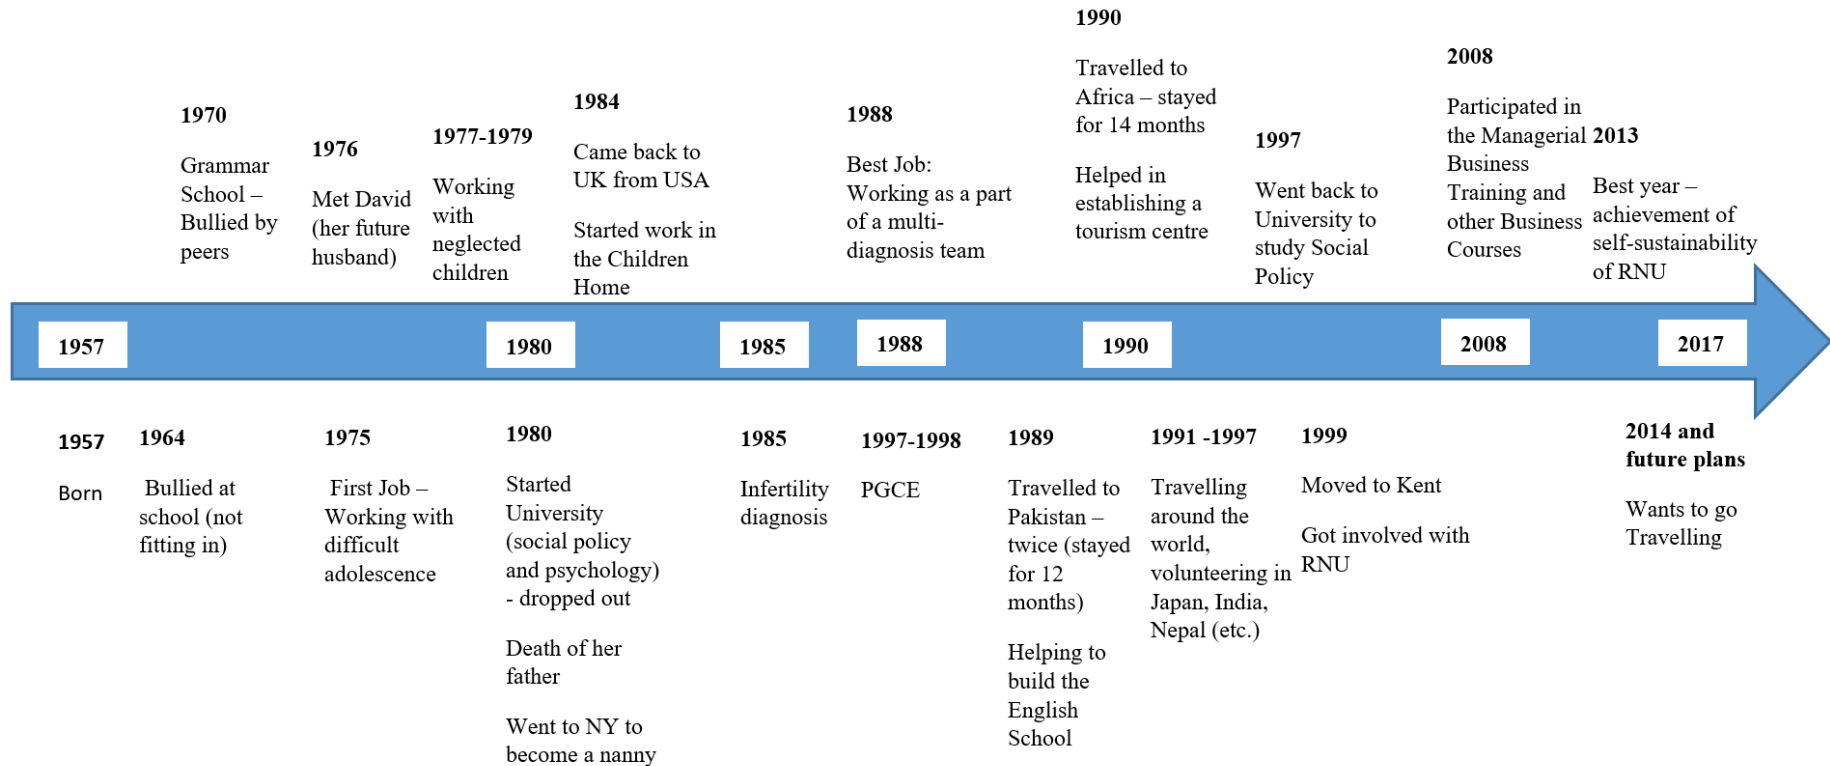 1970
Grammar
School –
Bullied by
peers
1976
Met David
(her future
husband)
1977-1979
Working
with
neglected
children
1984
Came back to
UK from USA
Started work in
the Children
Home
1988
Best Job:
Working as a part
of a multi-
diagnosis team
1990
Travelled to
Africa – stayed
for 14 months
Helped in
establishing a
tourism centre
1997
Went back to
University to
study Social
Policy
2008
Participated in
the Managerial
Business
Training and
other Business
Courses
2013
Best year –
achievement of
self-sustainability
of RNU
1957
1980
1985
1988
1990
2008
2017
1957
Born
1964
Bullied at
school (not
fitting in)
1975
First Job –
Working with
difficult
adolescence
1980
Started
University
(social policy
and psychology)
- dropped out
Death of her
father
Went to NY to
become a nanny
1985
Infertility
diagnosis
1997-1998
PGCE
1989
Travelled to
Pakistan –
twice (stayed
for 12
months)
Helping to
build the
English
School
1991 -1997
Travelling
around the
world,
volunteering in
Japan, India,
Nepal (etc.)
1999
Moved to Kent
Got involved with
RNU
2014 and
future plans
Wants to go
Travelling